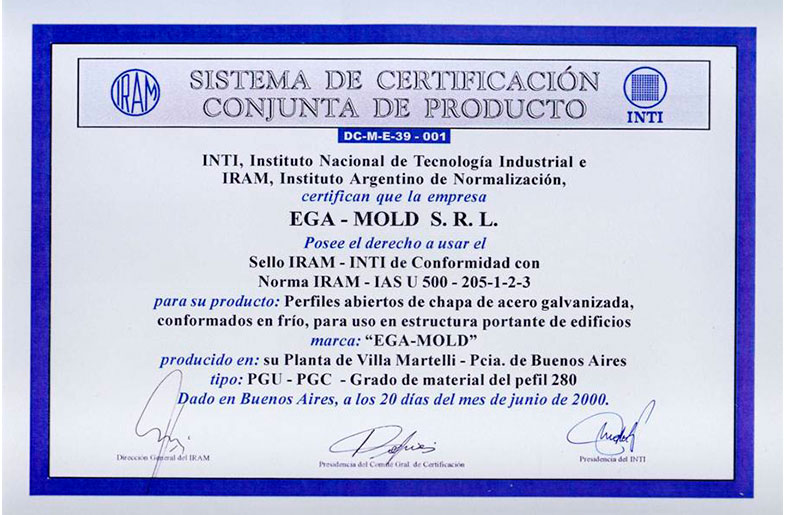 IRAM
SISTEMA DE CERTIFICACIÓN
CONJUNTA DE PRODUCTO
INTI
DC-M-E-39 - 001
INTI, Instituto Nacional de Tecnología Industrial e
IRAM, Instituto Argentino de Normalización,
certifican que la empresa
EGA - MOLD S. R. L.
Posee el derecho a usar el
Sello IRAM - INTI de Conformidad con
Norma IRAM - IAS U 500 - 205-1-2-3
para su producto: Perfiles abiertos de chapa de acero galvanizada,
conformados en frío, para uso en estructura portante de edificios
marca: “EGA-MOLD”
producido en: su Planta de Villa Martelli - Pcia. de Buenos Aires
tipo: PGU - PGC - Grado de material del pefil 280
Dado en Buenos Aires, a los 20 días del mes de junio de 2000.
Dirección General del IRAM
Presidencia del Comité Gral. de Certificación
Presidencia del INTI